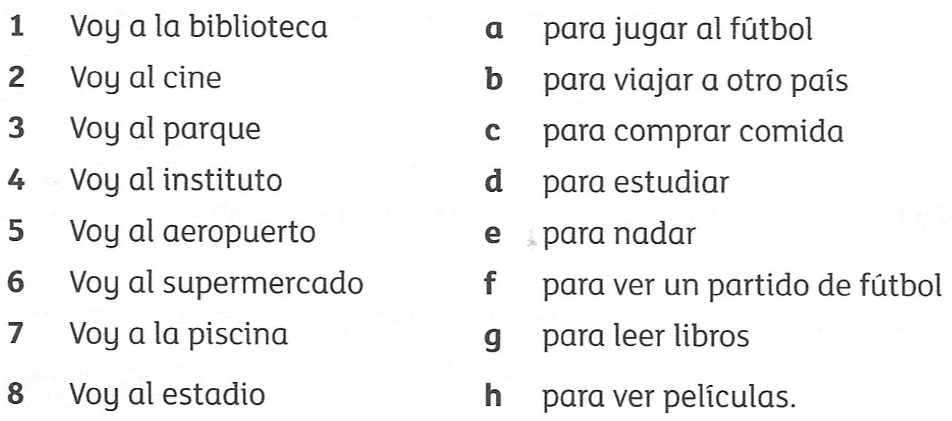 1 Voy a la biblioteca a para jugar al fútbol
2 Voy al cine b para viajar a otro país
3 Voy al parque c para comprar comida
4 Voy al instituto d para estudiar
5 Voy al aeropuerto e para nadar
6 Voy al supermercado f para ver un partido de fútbol
7 Voy a la piscina g para leer libros
8 Voy al estadio h para ver películas.